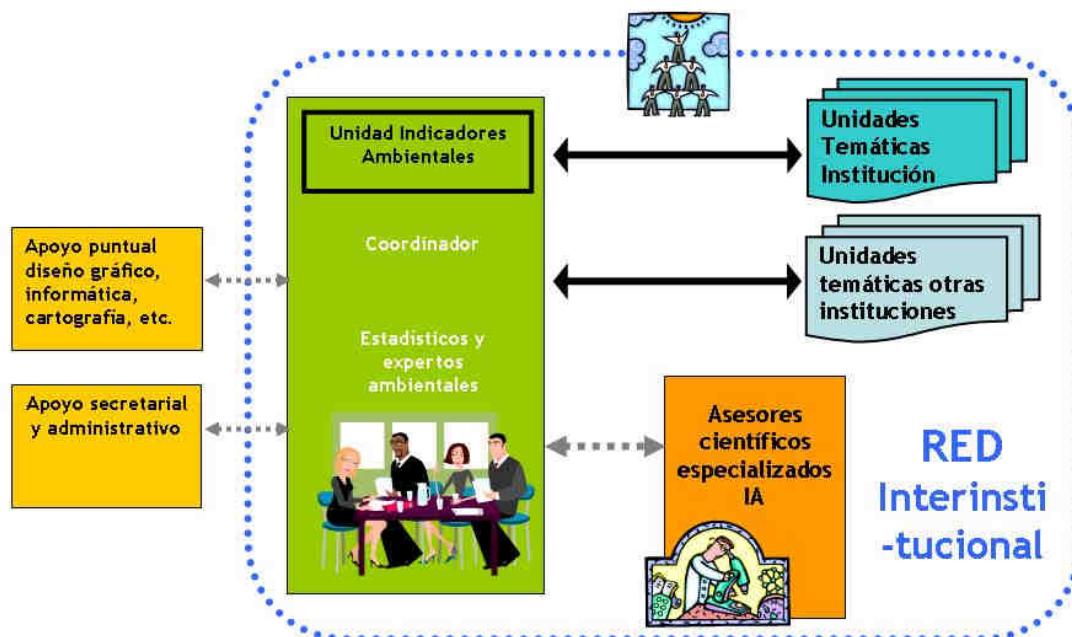 Unidad Indicadores
Ambientales
Coordinador
Estadísticos y
expertos
ambientales
Apoyo puntual
diseño gráfico,
informática,
cartografía, etc.
Apoyo secretarial
y administrativo
Unidades
Temáticas
Institución
Unidades
temáticas otras
instituciones
Asesores
científicos
especializados
IA
RED
Interinsti
-tucional